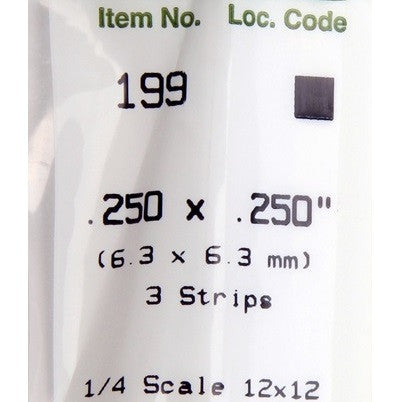 Item No. Loc. Code
199
.250 x .250"
(6.3 x 6.3 mm)
3 Strips
1/4 Scale 12x12